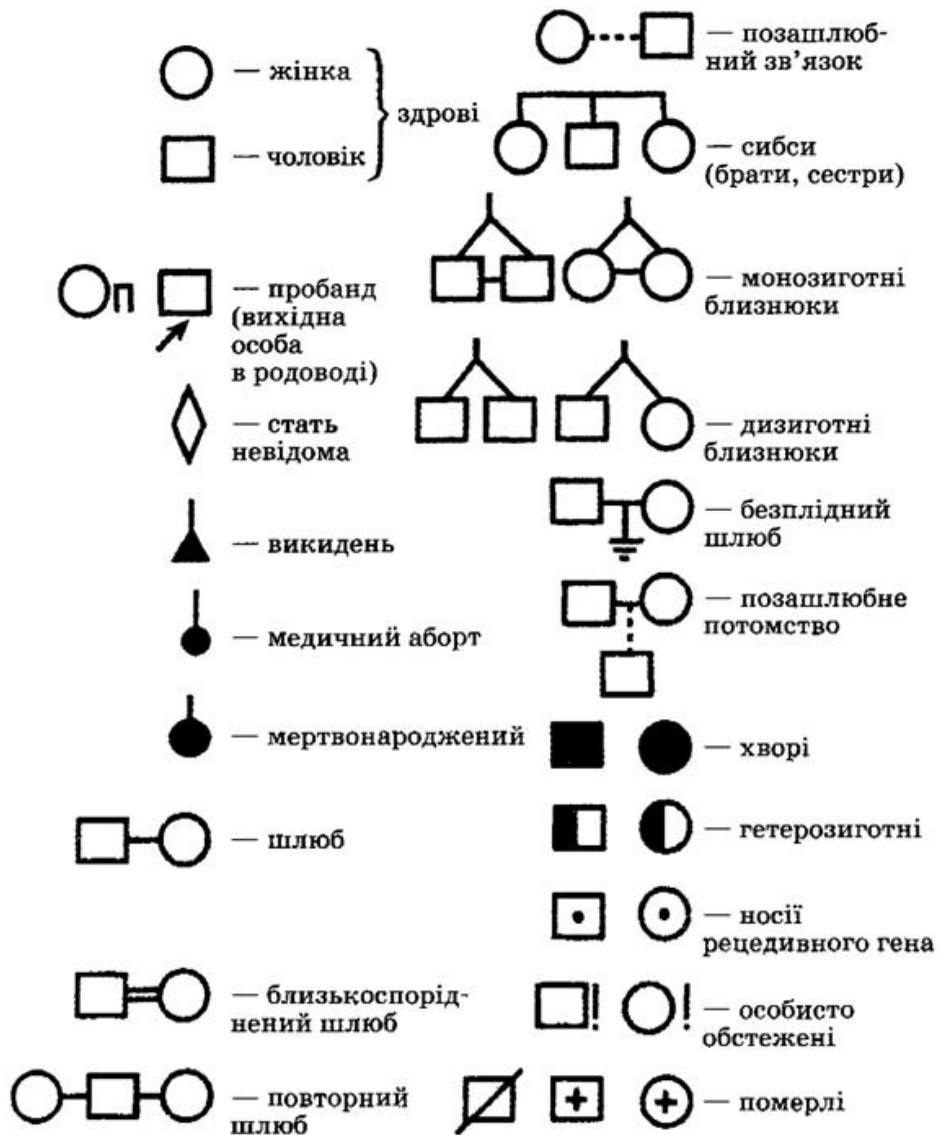 — жінка
— чоловік
здрові
П
— пробанд
(вихідна
особа
в родоводі)
— стать
невідома
— викидень
— медичний аборт
— мертвонароджений
— шлюб
— близькоспорід-
нений шлюб
— повторний
шлюб
— позашлюб-
ний зв’язок
— сибси
(брати, сестри)
— монозиготні
близнюки
— дизиготні
близнюки
— безплідний
шлюб
— позашлюбне
потомство
— хворі
— гетерозиготні
— носії
рецедивного гена
! ! — особисто
обстежені
— померлі